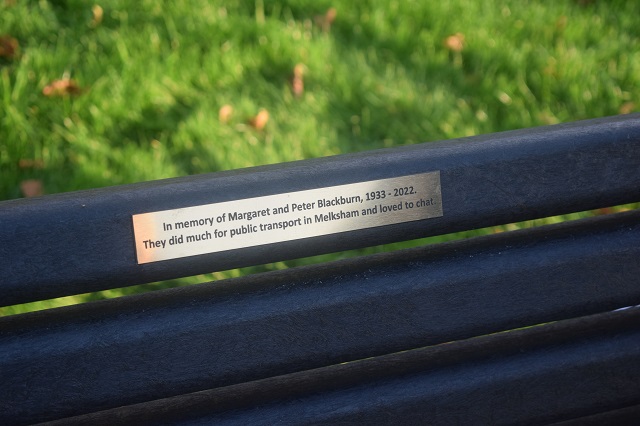 In memory of Margaret and Peter Blackburn, 1933 - 2022.
They did much for public transport in Melksham and loved to chat